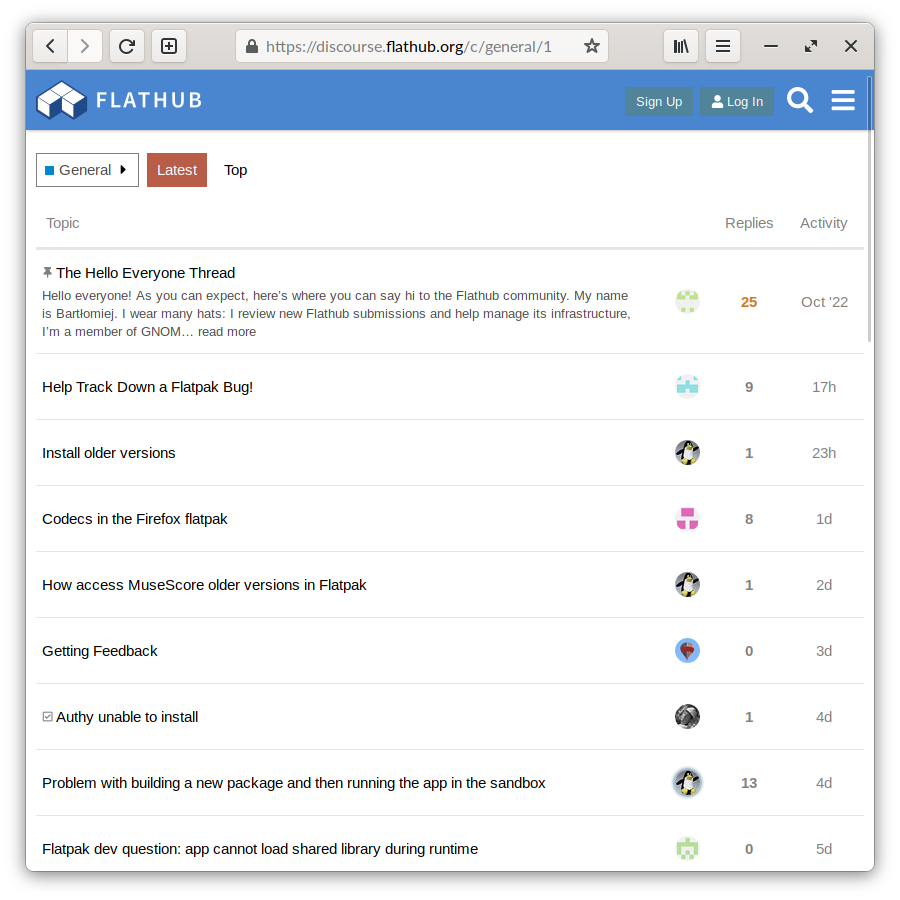 https://discourse.flathub.org/c/general/1
FLATHUB
Sign Up
Log In
General
Latest
Top
Topic
Replies
Activity
The Hello Everyone Thread
Hello everyone! As you can expect, here’s where you can say hi to the Flathub community. My name
is Bartłomiej. I wear many hats: I review new Flathub submissions and help manage its infrastructure,
I’m a member of GNOM… read more
25
Oct '22
Help Track Down a Flatpak Bug!
9
17h
Install older versions
1
23h
Codecs in the Firefox flatpak
8
1d
How access MuseScore older versions in Flatpak
1
2d
Getting Feedback
0
3d
Authy unable to install
1
4d
Problem with building a new package and then running the app in the sandbox
13
4d
Flatpak dev question: app cannot load shared library during runtime
0
5d